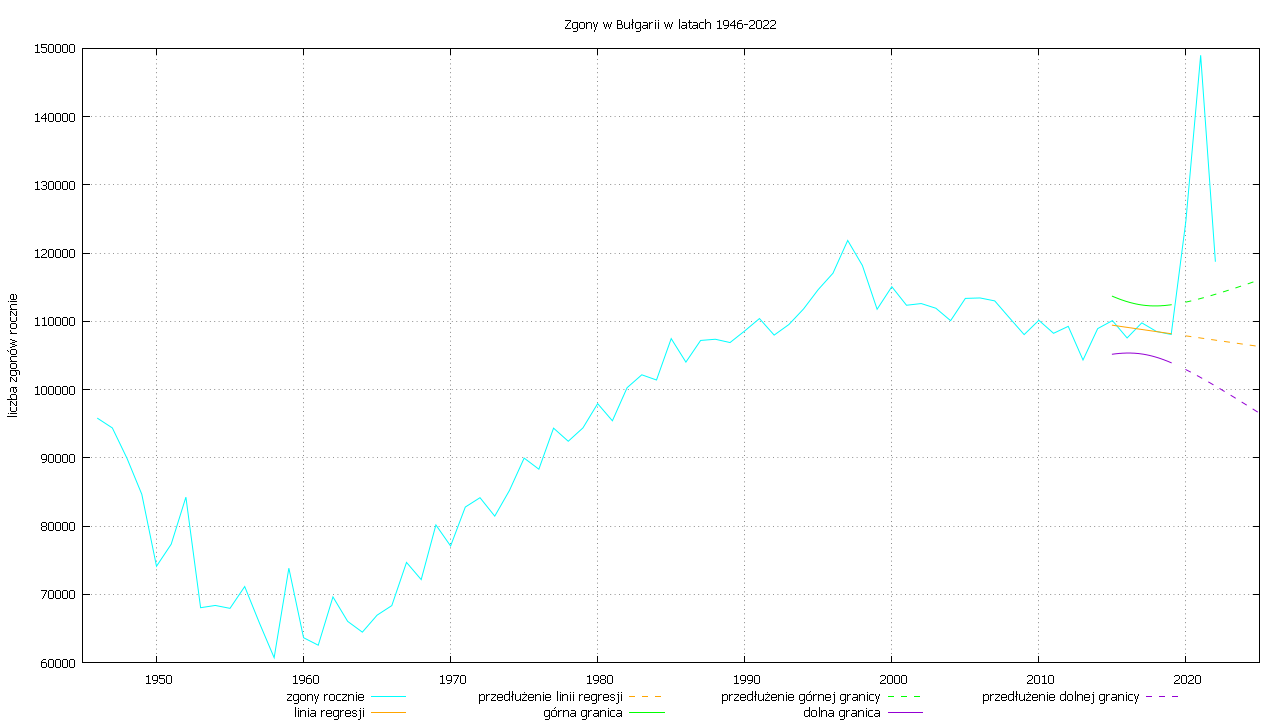 Zgony w Bułgarii w latach 1946-2022
liczba zgonów rocznie
150000
140000
130000
120000
110000
100000
90000
80000
70000
60000
1950 1960 1970 1980 1990 2000 2010 2020
zgony rocznie przedłużenie linii regresji przedłużenie górnej granicy przedłużenie dolnej granicy
linia regresji górna granica dolna granica